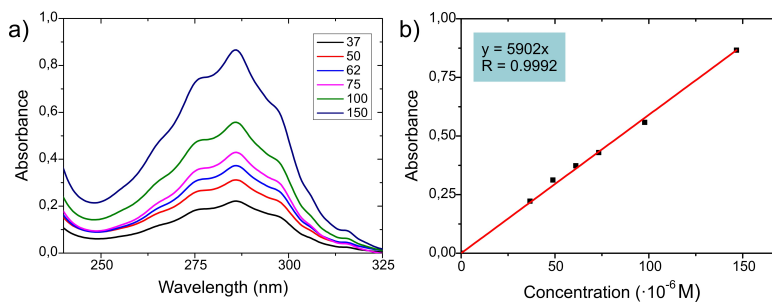 a)
Absorbance
1,0
0,8
0,6
0,4
0,2
0,0
37
50
62
75
100
150
250 275 300 325
Wavelength (nm)
b)
Absorbance
1,00
0,75
0,50
0,25
0,00
y = 5902x
R = 0.9992
0 50 100 150
Concentration (·10⁻⁶ M)